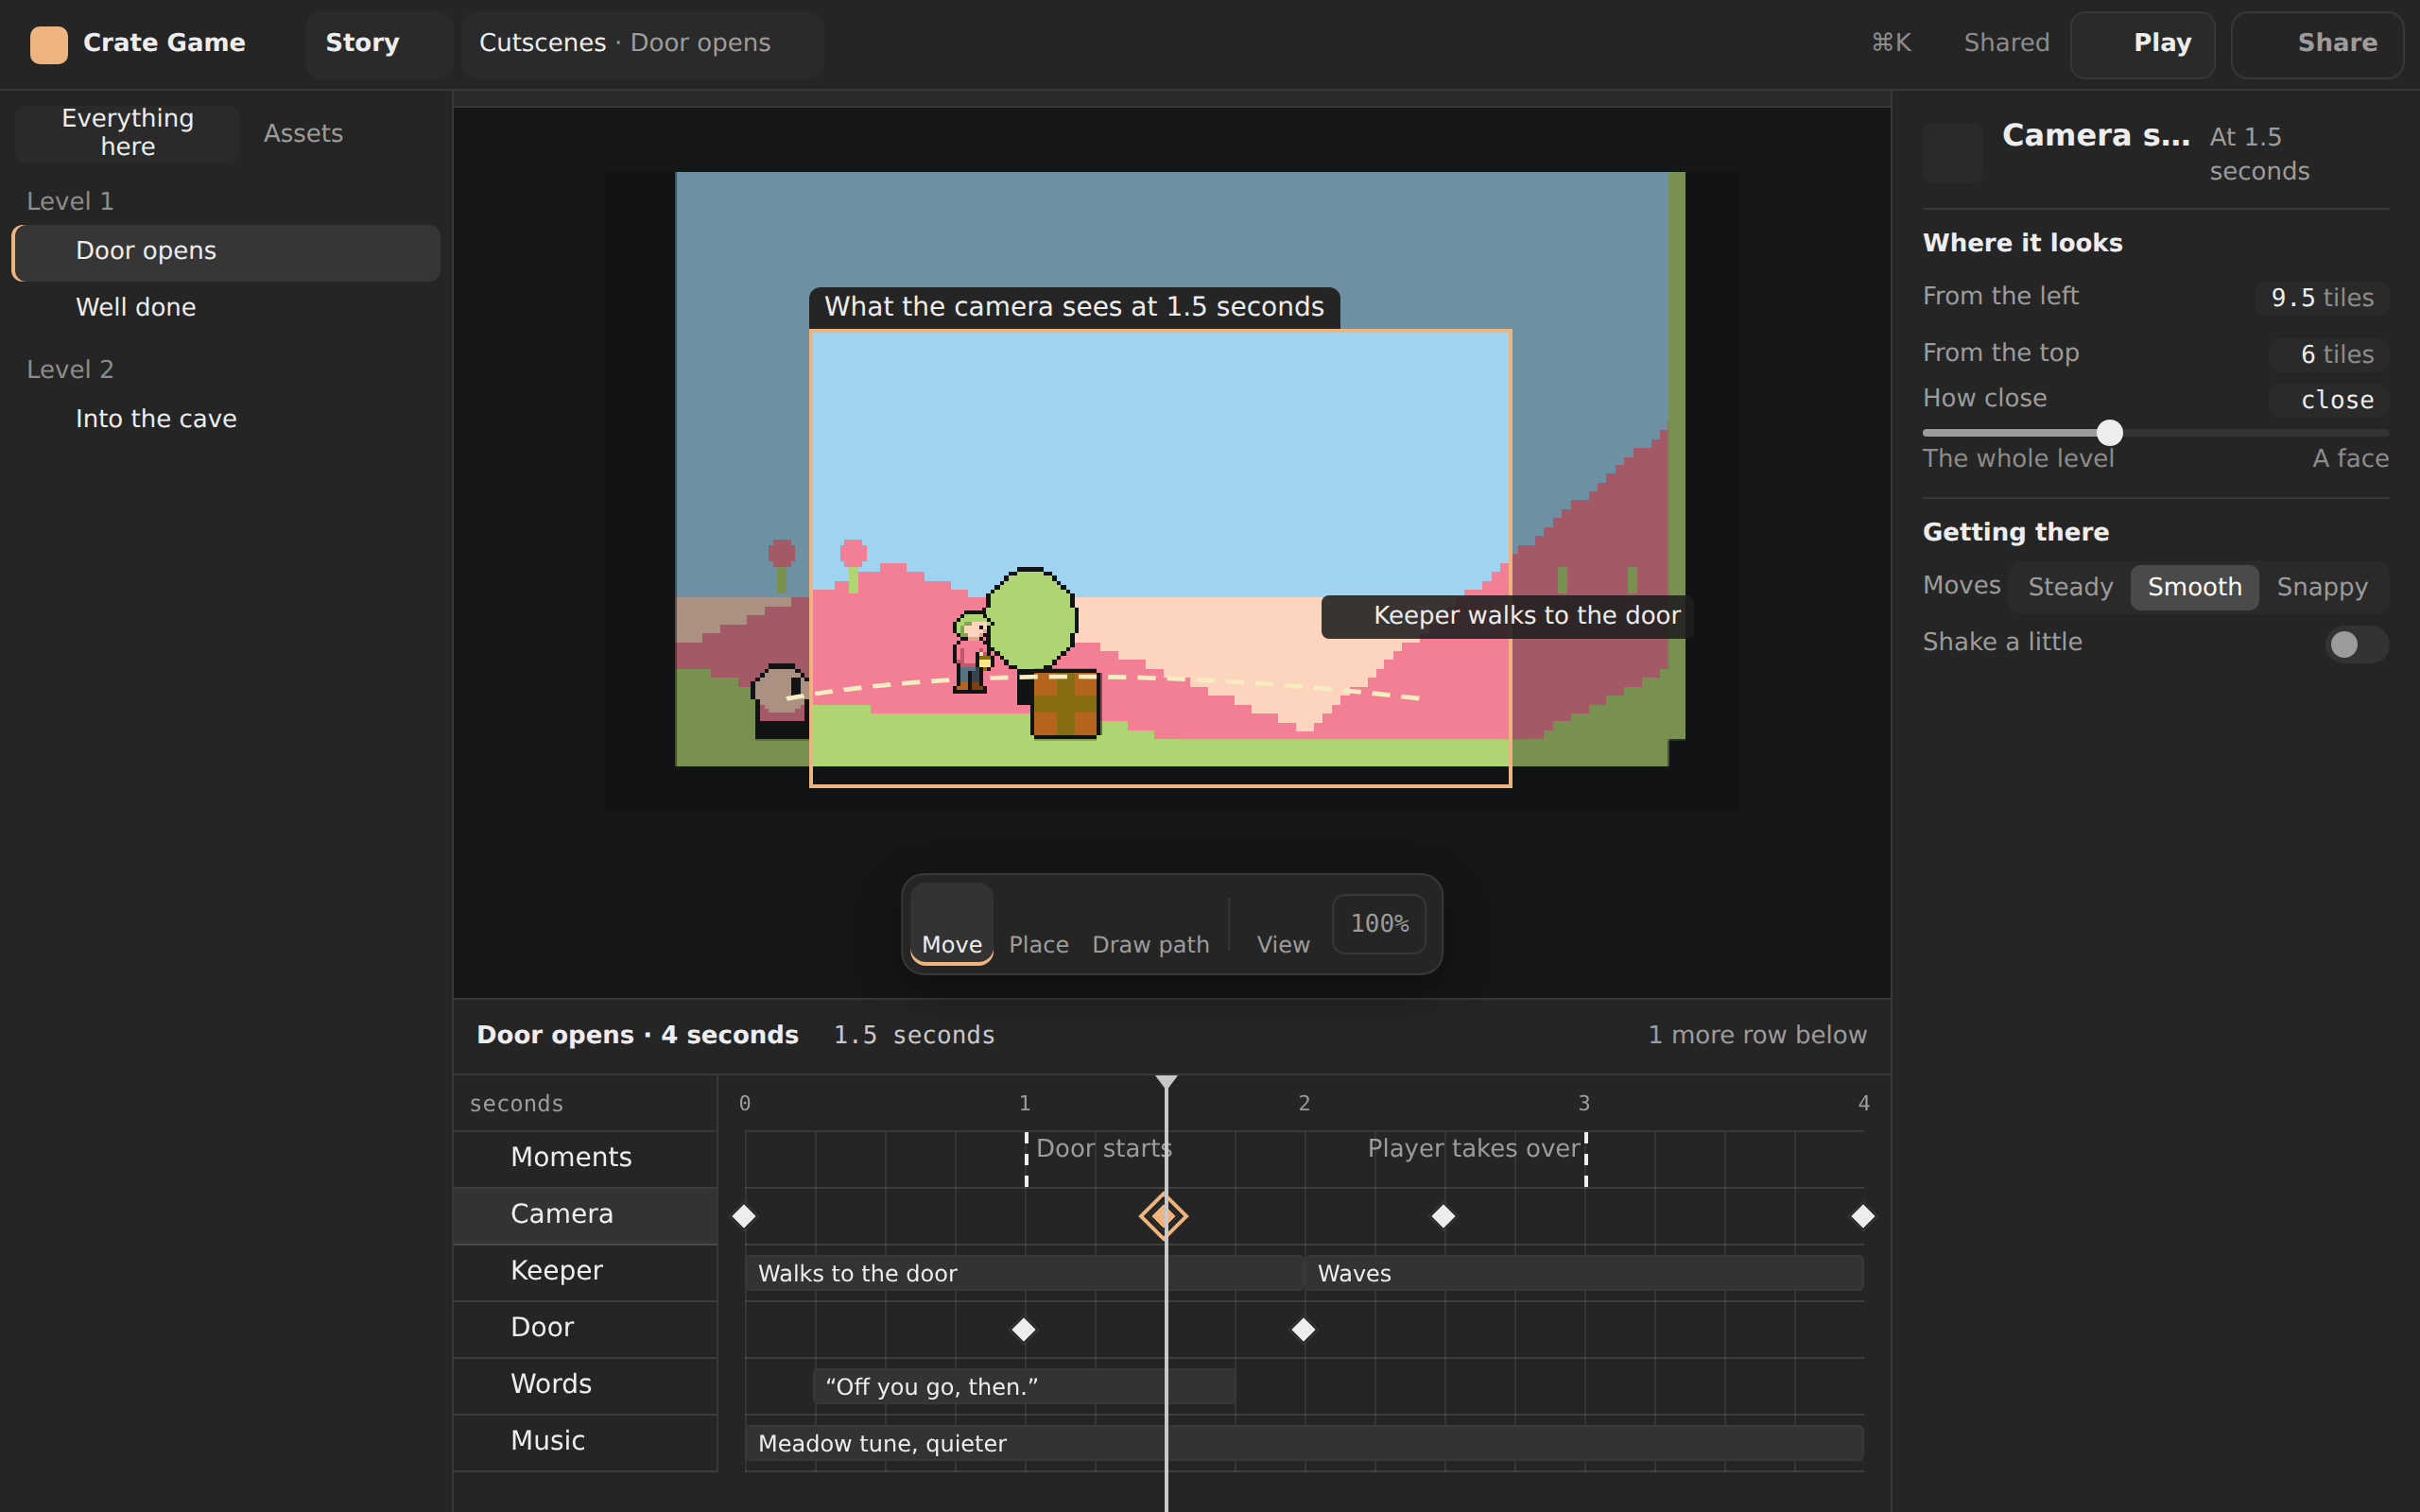 Crate Game
Story
Cutscenes · Door opens
⌘K
Shared
Play
Share
Everything here
Assets
Level 1
Door opens
Well done
Level 2
Into the cave
What the camera sees at 1.5 seconds
Keeper walks to the door
Move
Place
Draw path
View
100%
Camera s…
At 1.5 seconds
Where it looks
From the left
9.5 tiles
From the top
6 tiles
How close
close
The whole level
A face
Getting there
Moves
Steady
Smooth
Snappy
Shake a little
Door opens · 4 seconds
1.5 seconds
1 more row below
seconds
0
1
2
3
4
Moments
Door starts
Player takes over
Camera
Keeper
Walks to the door
Waves
Door
Words
“Off you go, then.”
Music
Meadow tune, quieter